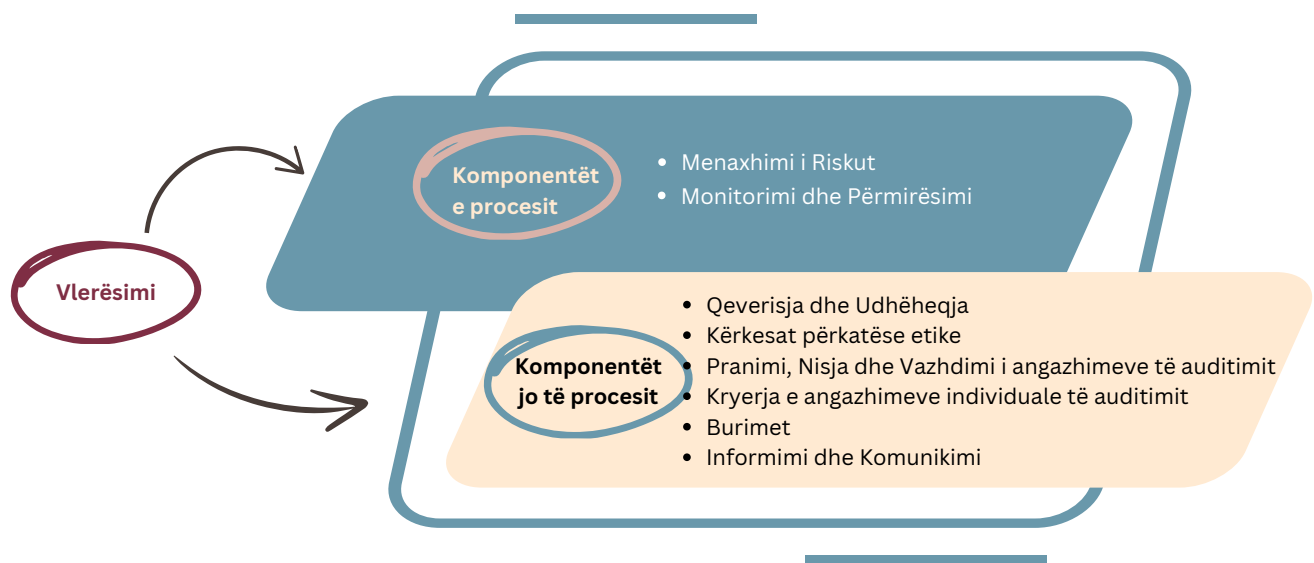 Vlerësimi
Komponentët
e procesit
Menaxhimi i Riskut
Monitorimi dhe Përmirësimi
Komponentët
jo të procesit
Qeverisja dhe Udhëheqja
Kërkesat përkatëse etike
Pranimi, Nisja dhe Vazhdimi i angazhimeve të auditimit
Kryerja e angazhimeve individuale të auditimit
Burimet
Informimi dhe Komunikimi